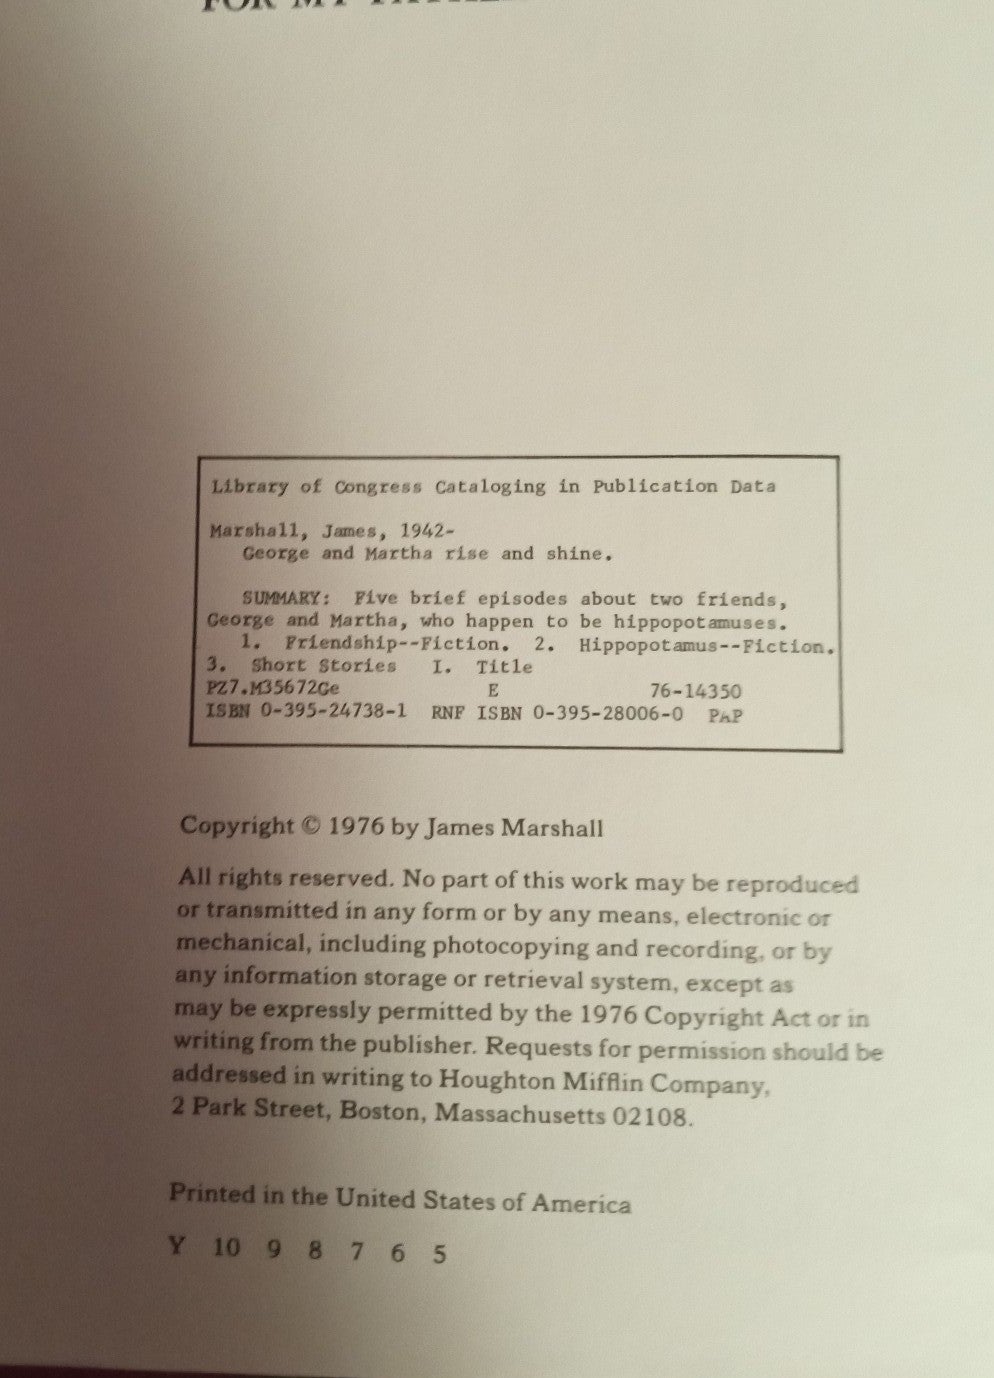 FOR MY
Library of Congress Cataloging in Publication Data
Marshall, James, 1942-
George and Martha rise and shine.
SUMMARY: Five brief episodes about two friends,
George and Martha, who happen to be hippopotamuses.
1. Friendship--Fiction. 2. Hippopotamus--Fiction.
3. Short Stories I. Title
PZ7.M35672Ge E 76-14350
ISBN 0-395-24738-1 RNF ISBN 0-395-28006-0 PAP
Copyright © 1976 by James Marshall
All rights reserved. No part of this work may be reproduced
or transmitted in any form or by any means, electronic or
mechanical, including photocopying and recording, or by
any information storage or retrieval system, except as
may be expressly permitted by the 1976 Copyright Act or in
writing from the publisher. Requests for permission should be
addressed in writing to Houghton Mifflin Company,
2 Park Street, Boston, Massachusetts 02108.
Printed in the United States of America
Y 10 9 8 7 6 5